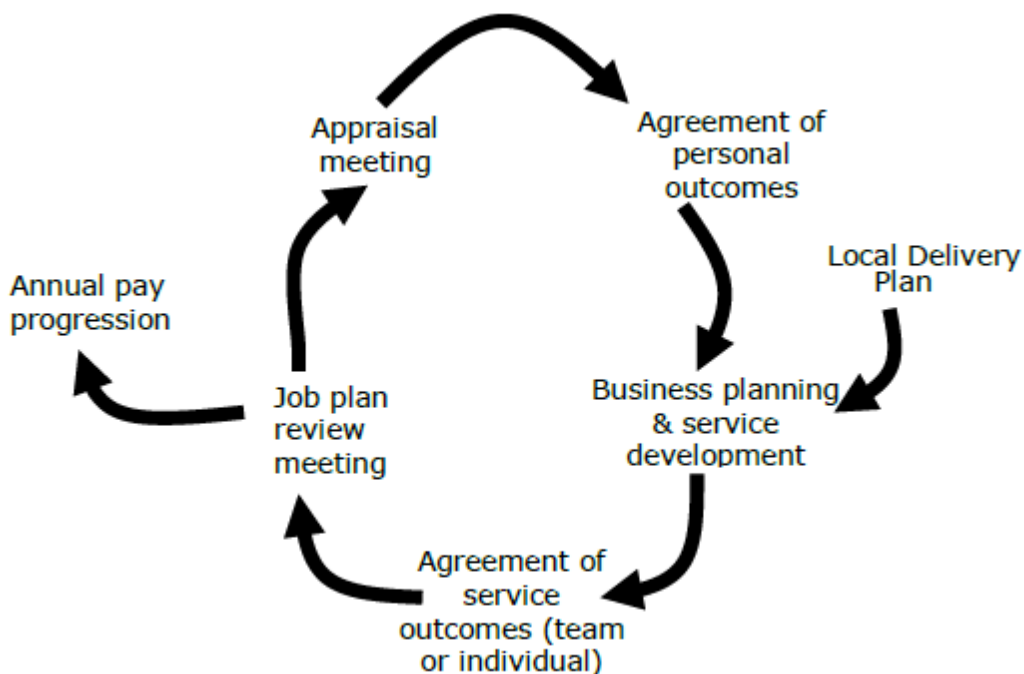 Appraisal
meeting
Agreement of
personal
outcomes
Local Delivery
Plan
Business planning
& service
development
Agreement of
service
outcomes (team
or individual)
Job plan
review
meeting
Annual pay
progression